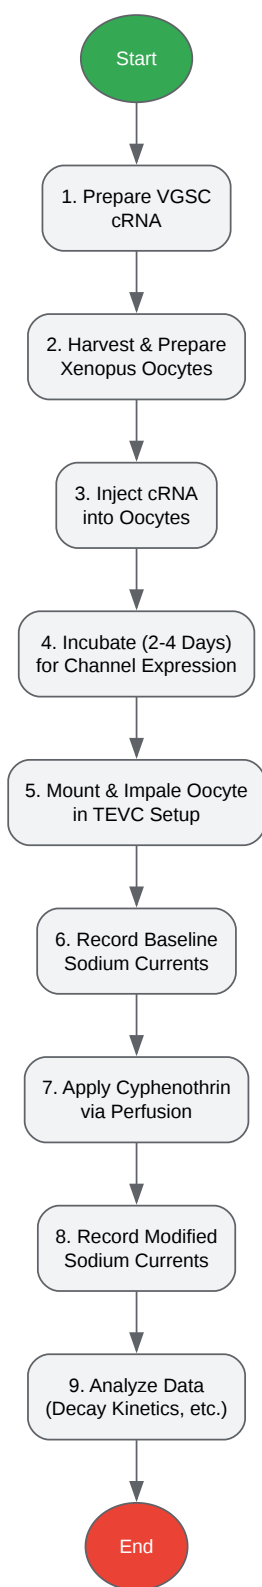 Start
1. Prepare VGSC
cRNA
2. Harvest & Prepare
Xenopus Oocytes
3. Inject cRNA
into Oocytes
4. Incubate (2-4 Days)
for Channel Expression
5. Mount & Impale Oocyte
in TEVC Setup
6. Record Baseline
Sodium Currents
7. Apply Cyphenothrin
via Perfusion
8. Record Modified
Sodium Currents
9. Analyze Data
(Decay Kinetics, etc.)
End